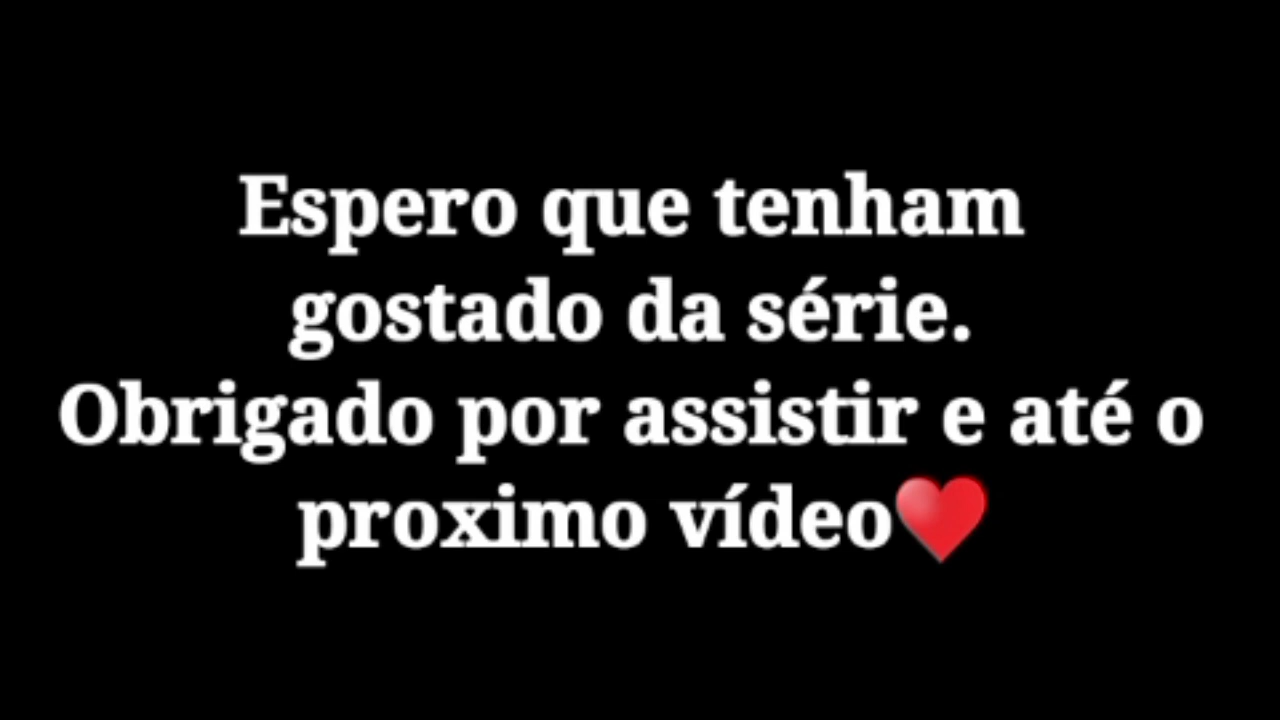 Espero que tenham
gostado da série.
Obrigado por assistir e até o
proximo vídeo♥️